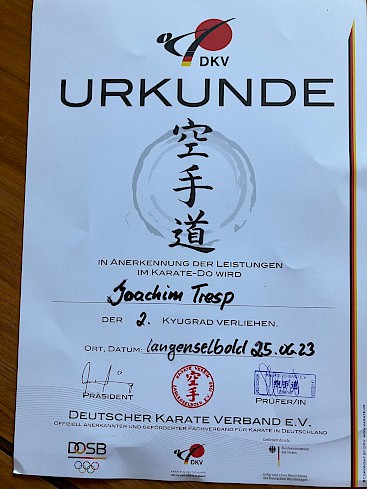 DKV
URKUNDE
空
手
道
IN ANERKENNUNG DER LEISTUNGEN
IM KARATE-DO WIRD
Joachim Tresp
DER 2. KYUGRAD VERLIEHEN.
ORT, DATUM: Langenselbold 25.06.23
空手
PRÄSIDENT
PRÜFER/IN
DEUTSCHER KARATE VERBAND E.V.
OFFIZIELL ANERKANNTER UND GEFÖRDERTER FACHVERBAND FÜR KARATE IN DEUTSCHLAND
DOSB
DKV